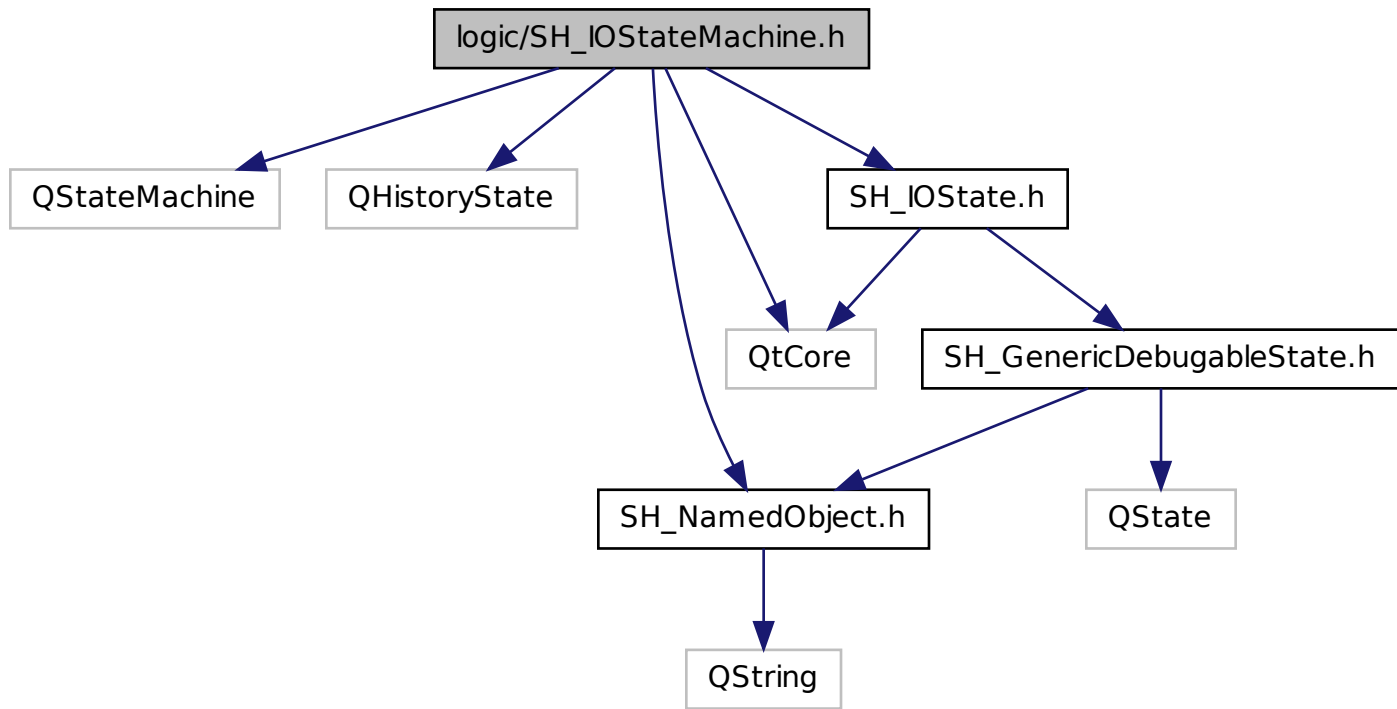 logic/SH_IOStateMachine.h
QStateMachine
QHistoryState
SH_IOState.h
QtCore
SH_GenericDebugableState.h
SH_NamedObject.h
QState
QString